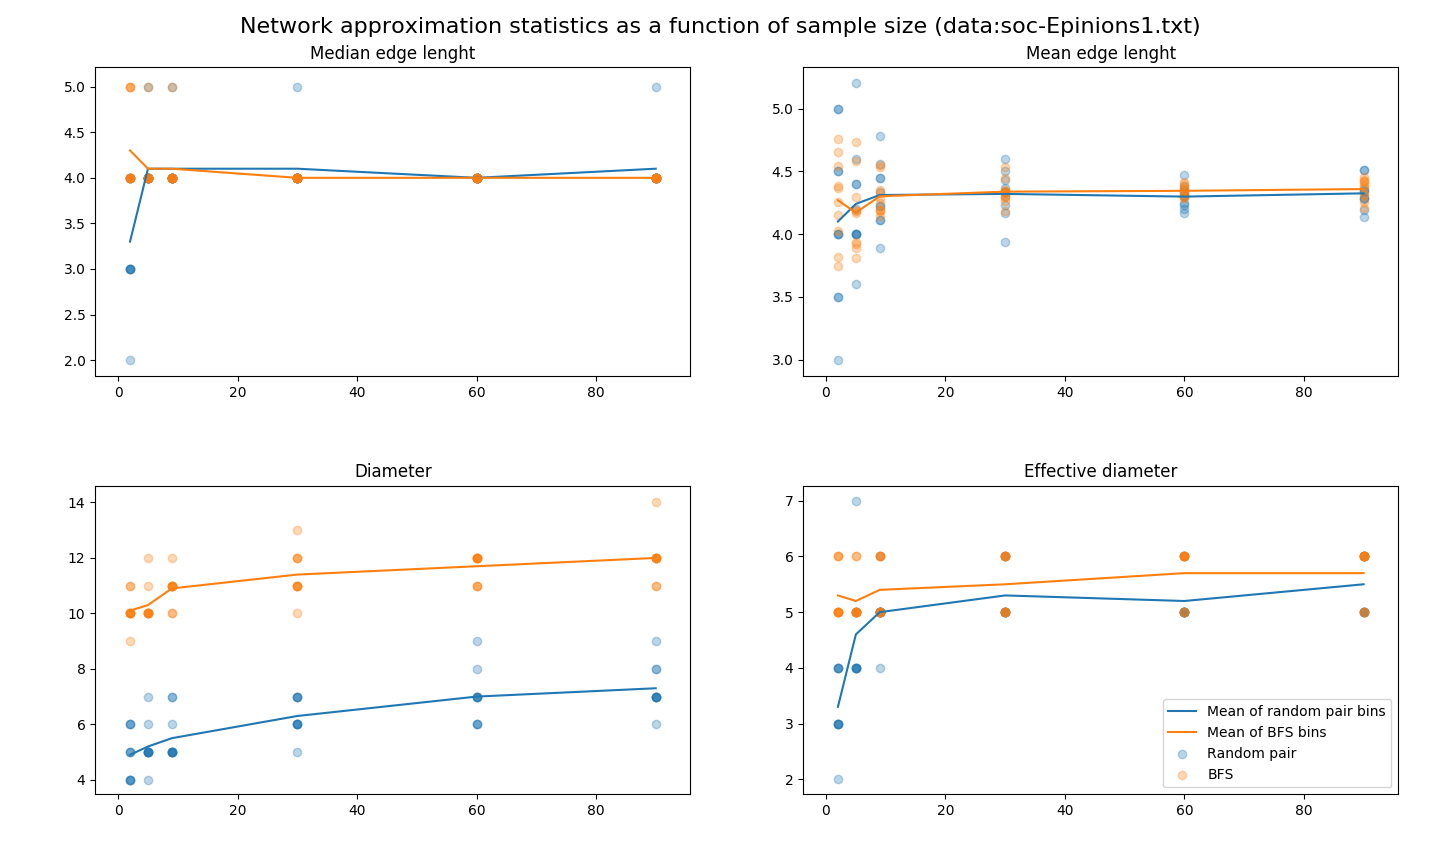 Network approximation statistics as a function of sample size (data:soc-Epinions1.txt)
Median edge lenght
5.0
4.5
4.0
3.5
3.0
2.5
2.0
0 20 40 60 80
Mean edge lenght
5.0
4.5
4.0
3.5
3.0
0 20 40 60 80
Diameter
14
12
10
8
6
4
0 20 40 60 80
Effective diameter
7
6
5
4
3
2
0 20 40 60 80
Mean of random pair bins
Mean of BFS bins
Random pair
BFS